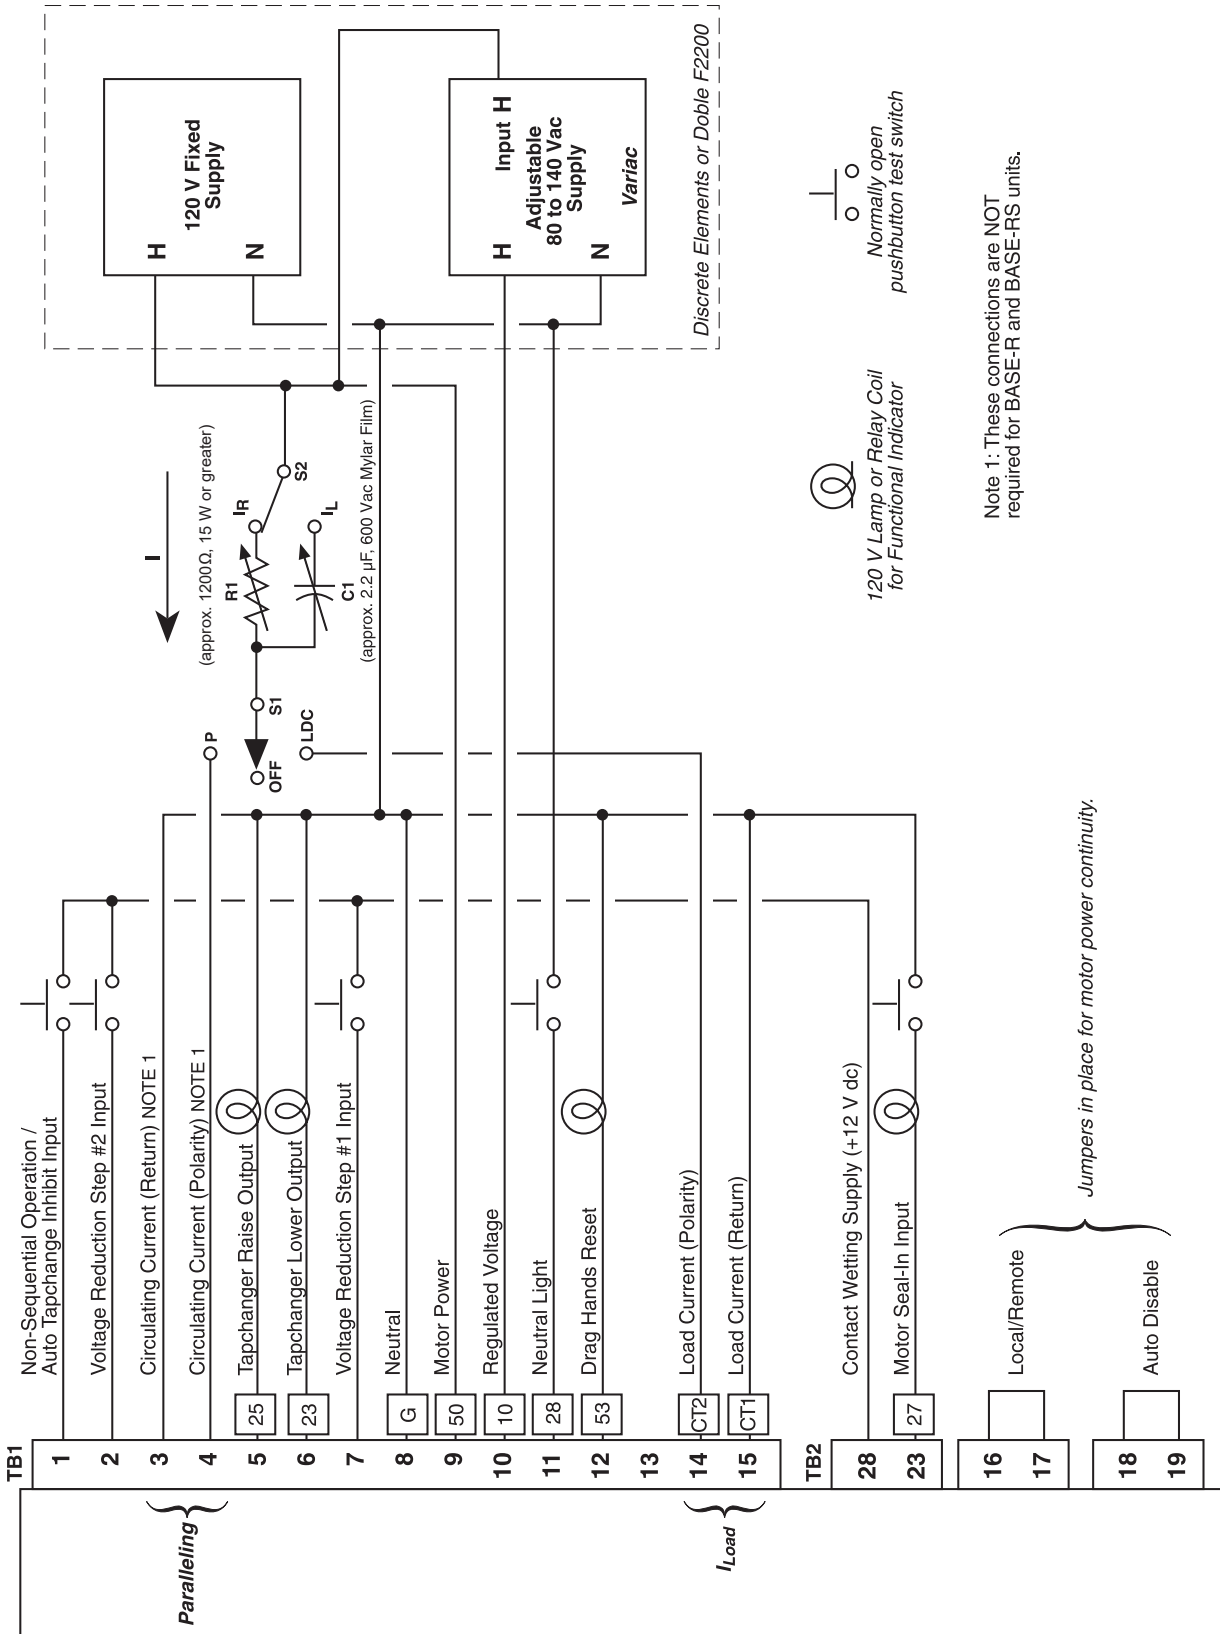 TB1
1
2
3
4
5
6
7
8
9
10
11
12
13
14
15
TB2
28
23
16
17
18
19
Paralleling
ILoad
Non-Sequential Operation /
Auto Tapchange Inhibit Input
Voltage Reduction Step #2 Input
Circulating Current (Return) NOTE 1
Circulating Current (Polarity) NOTE 1
25
Tapchanger Raise Output
23
Tapchanger Lower Output
Voltage Reduction Step #1 Input
G
Neutral
50
Motor Power
10
Regulated Voltage
28
Neutral Light
53
Drag Hands Reset
CT2
Load Current (Polarity)
CT1
Load Current (Return)
Contact Wetting Supply (+12 V dc)
27
Motor Seal-In Input
Local/Remote
Auto Disable
Jumpers in place for motor power continuity.
P
OFF
S1
LDC
I
(approx. 1200Ω, 15 W or greater)
R1
IR
S2
C1
IL
(approx. 2.2 µF, 600 Vac Mylar Film)
H
N
120 V Fixed
Supply
H
N
Input H
Adjustable
80 to 140 Vac
Supply
Variac
Discrete Elements or Doble F2200
120 V Lamp or Relay Coil
for Functional Indicator
Normally open
pushbutton test switch
Note 1: These connections are NOT
required for BASE-R and BASE-RS units.